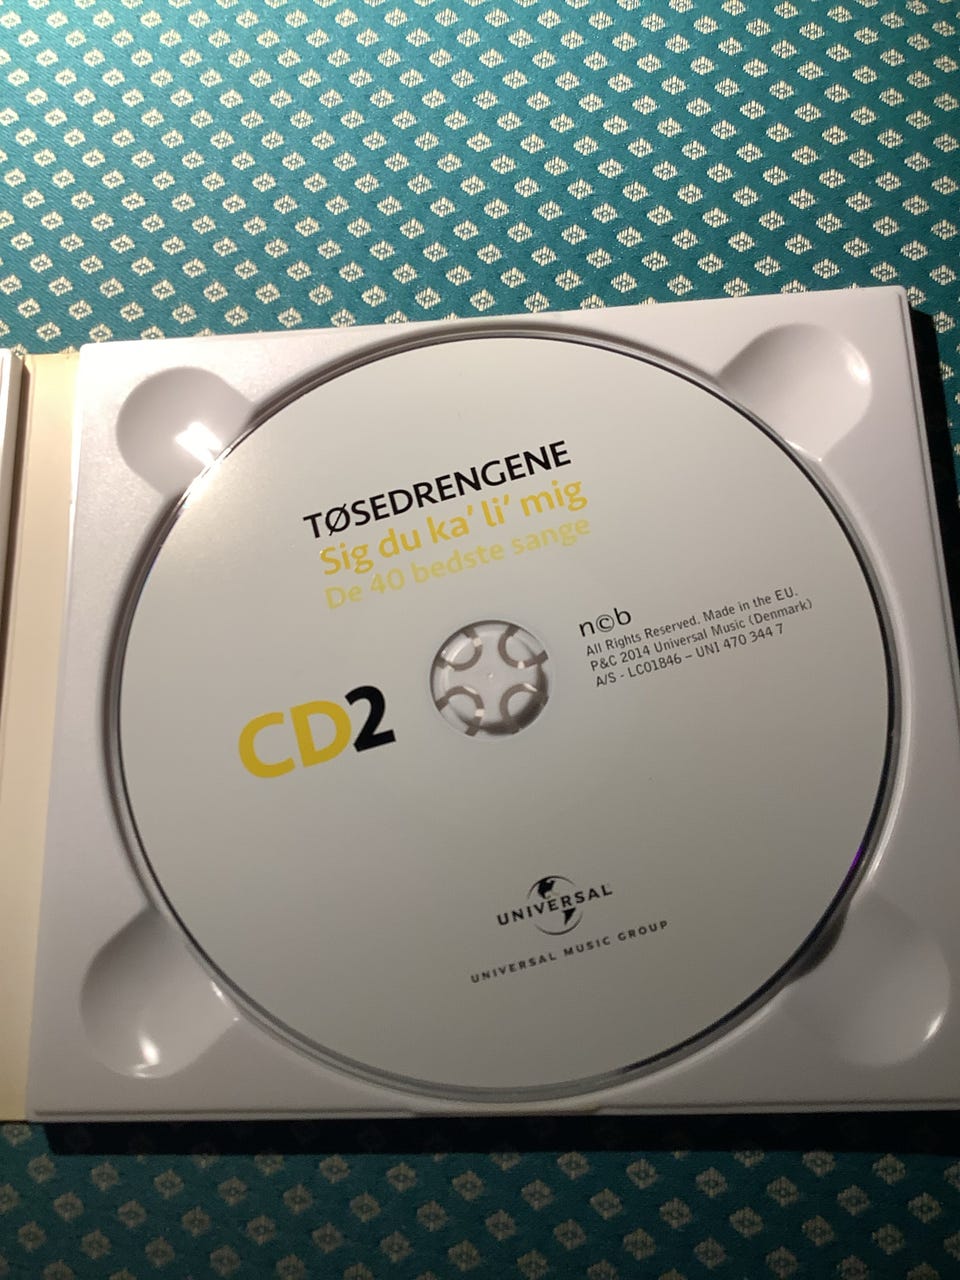 TØSEDRENGENE
Sig du ka' li' mig
De 40 bedste sange
n©b
All Rights Reserved. Made in the EU.
P&C 2014 Universal Music (Denmark)
A/S - LC01846 – UNI 470 344 7
CD2
UNIVERSAL
UNIVERSAL MUSIC GROUP